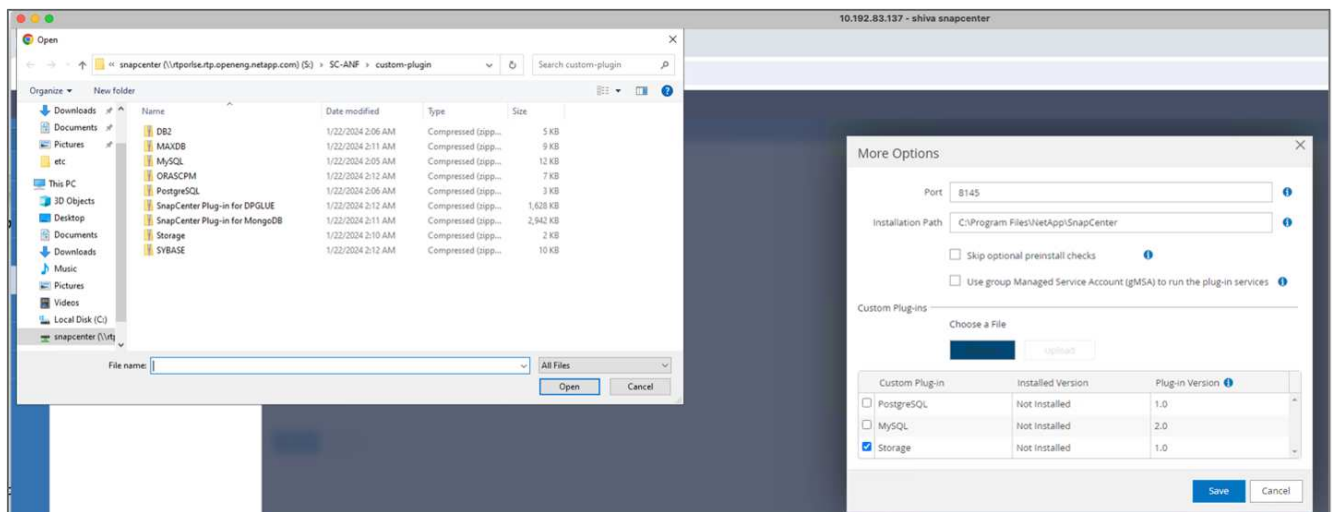 10.192.83.137 - shiva snapcenter
Open
« snapcenter (\\rtporlse.rtp.openeng.netapp.com) (S:) › SC-ANF › custom-plugin
Search custom-plugin
Organize
New folder
Name Date modified Type Size
Downloads
Documents
Pictures
etc
This PC
3D Objects
Desktop
Documents
Downloads
Music
Pictures
Videos
Local Disk (C:)
snapcenter (\\rtp
DB2 1/22/2024 2:06 AM Compressed (zipp... 5 KB
MAXDB 1/22/2024 2:11 AM Compressed (zipp... 9 KB
MySQL 1/22/2024 2:05 AM Compressed (zipp... 12 KB
ORASCPM 1/22/2024 2:12 AM Compressed (zipp... 7 KB
PostgreSQL 1/22/2024 2:06 AM Compressed (zipp... 3 KB
SnapCenter Plug-in for DPGLUE 1/22/2024 2:12 AM Compressed (zipp... 1,628 KB
SnapCenter Plug-in for MongoDB 1/22/2024 2:11 AM Compressed (zipp... 2,942 KB
Storage 1/22/2024 2:10 AM Compressed (zipp... 2 KB
SYBASE 1/22/2024 2:12 AM Compressed (zipp... 10 KB
File name:
All Files
Open Cancel
More Options
Port 8145
Installation Path C:\Program Files\NetApp\SnapCenter
Skip optional preinstall checks
Use group Managed Service Account (gMSA) to run the plug-in services
Custom Plug-ins
Choose a File
Upload
Custom Plug-in Installed Version Plug-in Version
PostgreSQL Not Installed 1.0
MySQL Not Installed 2.0
Storage Not Installed 1.0
Save Cancel